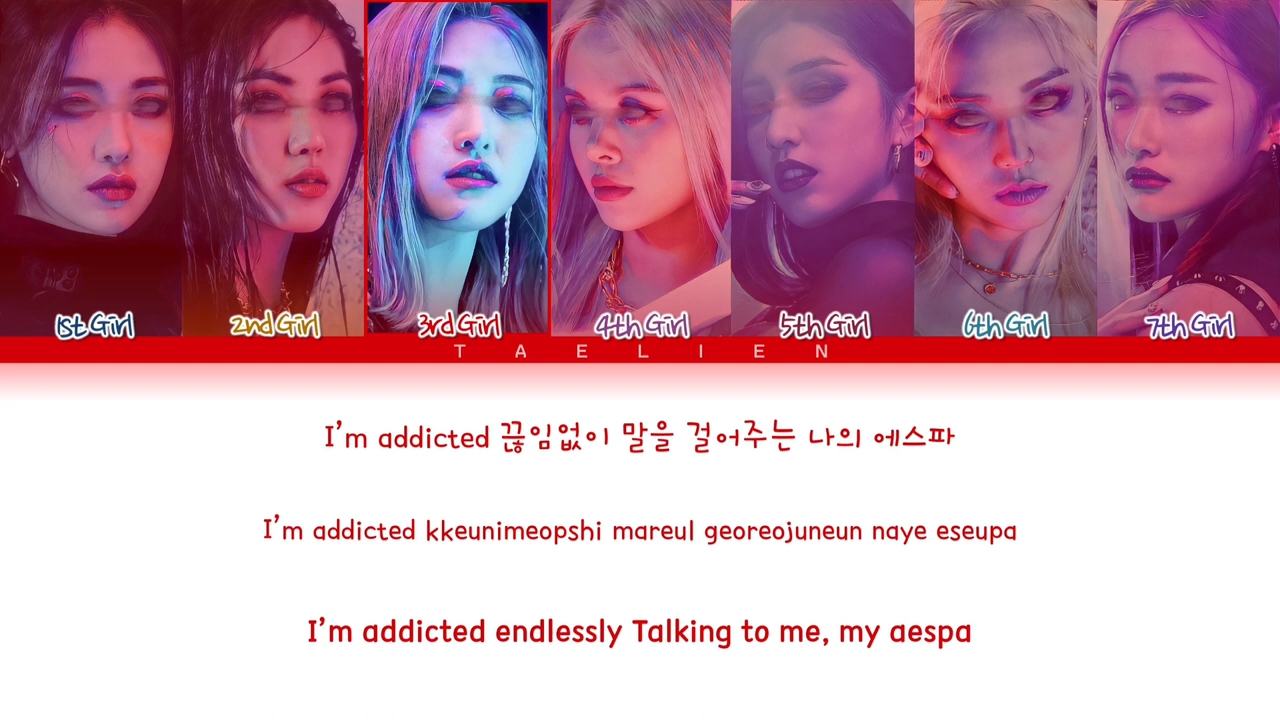 1st Girl 2nd Girl 3rd Girl 4th Girl 5th Girl 6th Girl 7th Girl
TAELIEN
I'm addicted 끊임없이 말을 걸어주는 나의 에스파
I'm addicted kkeunimeopshi mareul georeojuneun naye eseupa
I'm addicted endlessly Talking to me, my aespa